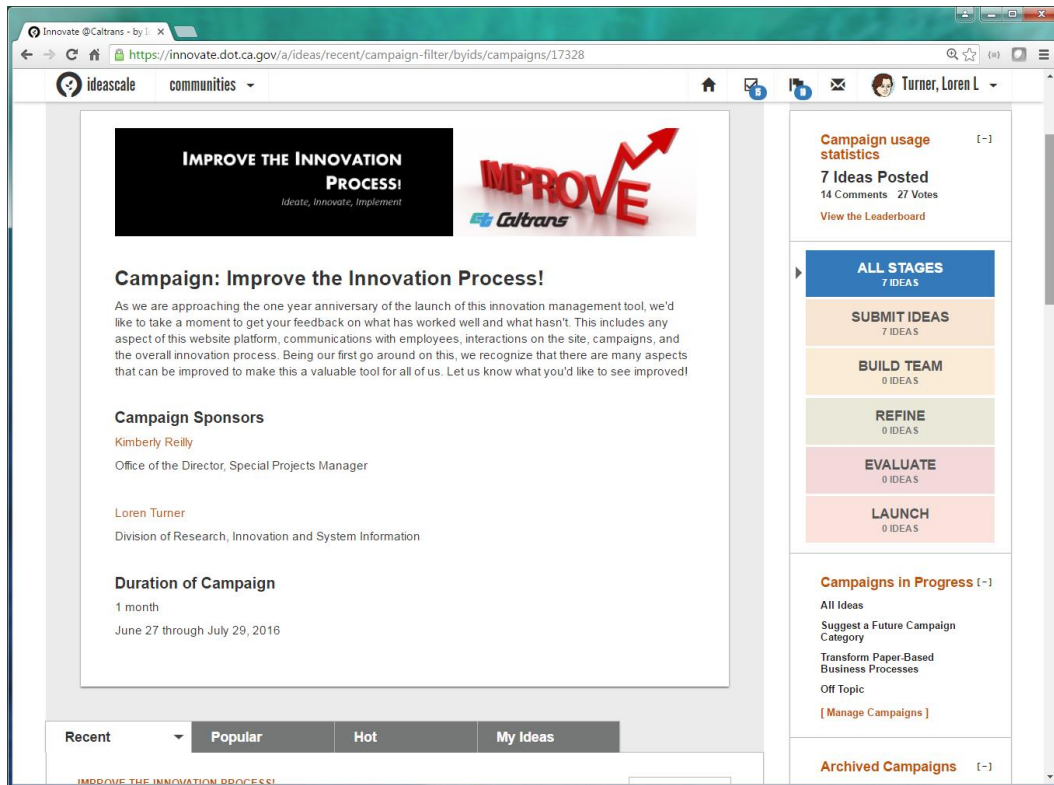 Innovate @Caltrans - by I
https://innovate.dot.ca.gov/a/ideas/recent/campaign-filter/byids/campaigns/17328
ideascale
communities
Turner, Loren L
IMPROVE THE INNOVATION
PROCESS!
Ideate, Innovate, Implement
IMPROVE
Caltrans
Campaign: Improve the Innovation Process!
As we are approaching the one year anniversary of the launch of this innovation management tool, we'd
like to take a moment to get your feedback on what has worked well and what hasn't. This includes any
aspect of this website platform, communications with employees, interactions on the site, campaigns, and
the overall innovation process. Being our first go around on this, we recognize that there are many aspects
that can be improved to make this a valuable tool for all of us. Let us know what you'd like to see improved!
Campaign Sponsors
Kimberly Reilly
Office of the Director, Special Projects Manager
Loren Turner
Division of Research, Innovation and System Information
Duration of Campaign
1 month
June 27 through July 29, 2016
Recent
Popular
Hot
My Ideas
IMPROVE THE INNOVATION PROCESS!
Campaign usage [-]
statistics
7 Ideas Posted
14 Comments 27 Votes
View the Leaderboard
ALL STAGES
7 IDEAS
SUBMIT IDEAS
7 IDEAS
BUILD TEAM
0 IDEAS
REFINE
0 IDEAS
EVALUATE
0 IDEAS
LAUNCH
0 IDEAS
Campaigns in Progress [-]
All Ideas
Suggest a Future Campaign
Category
Transform Paper-Based
Business Processes
Off Topic
[ Manage Campaigns ]
Archived Campaigns [-]